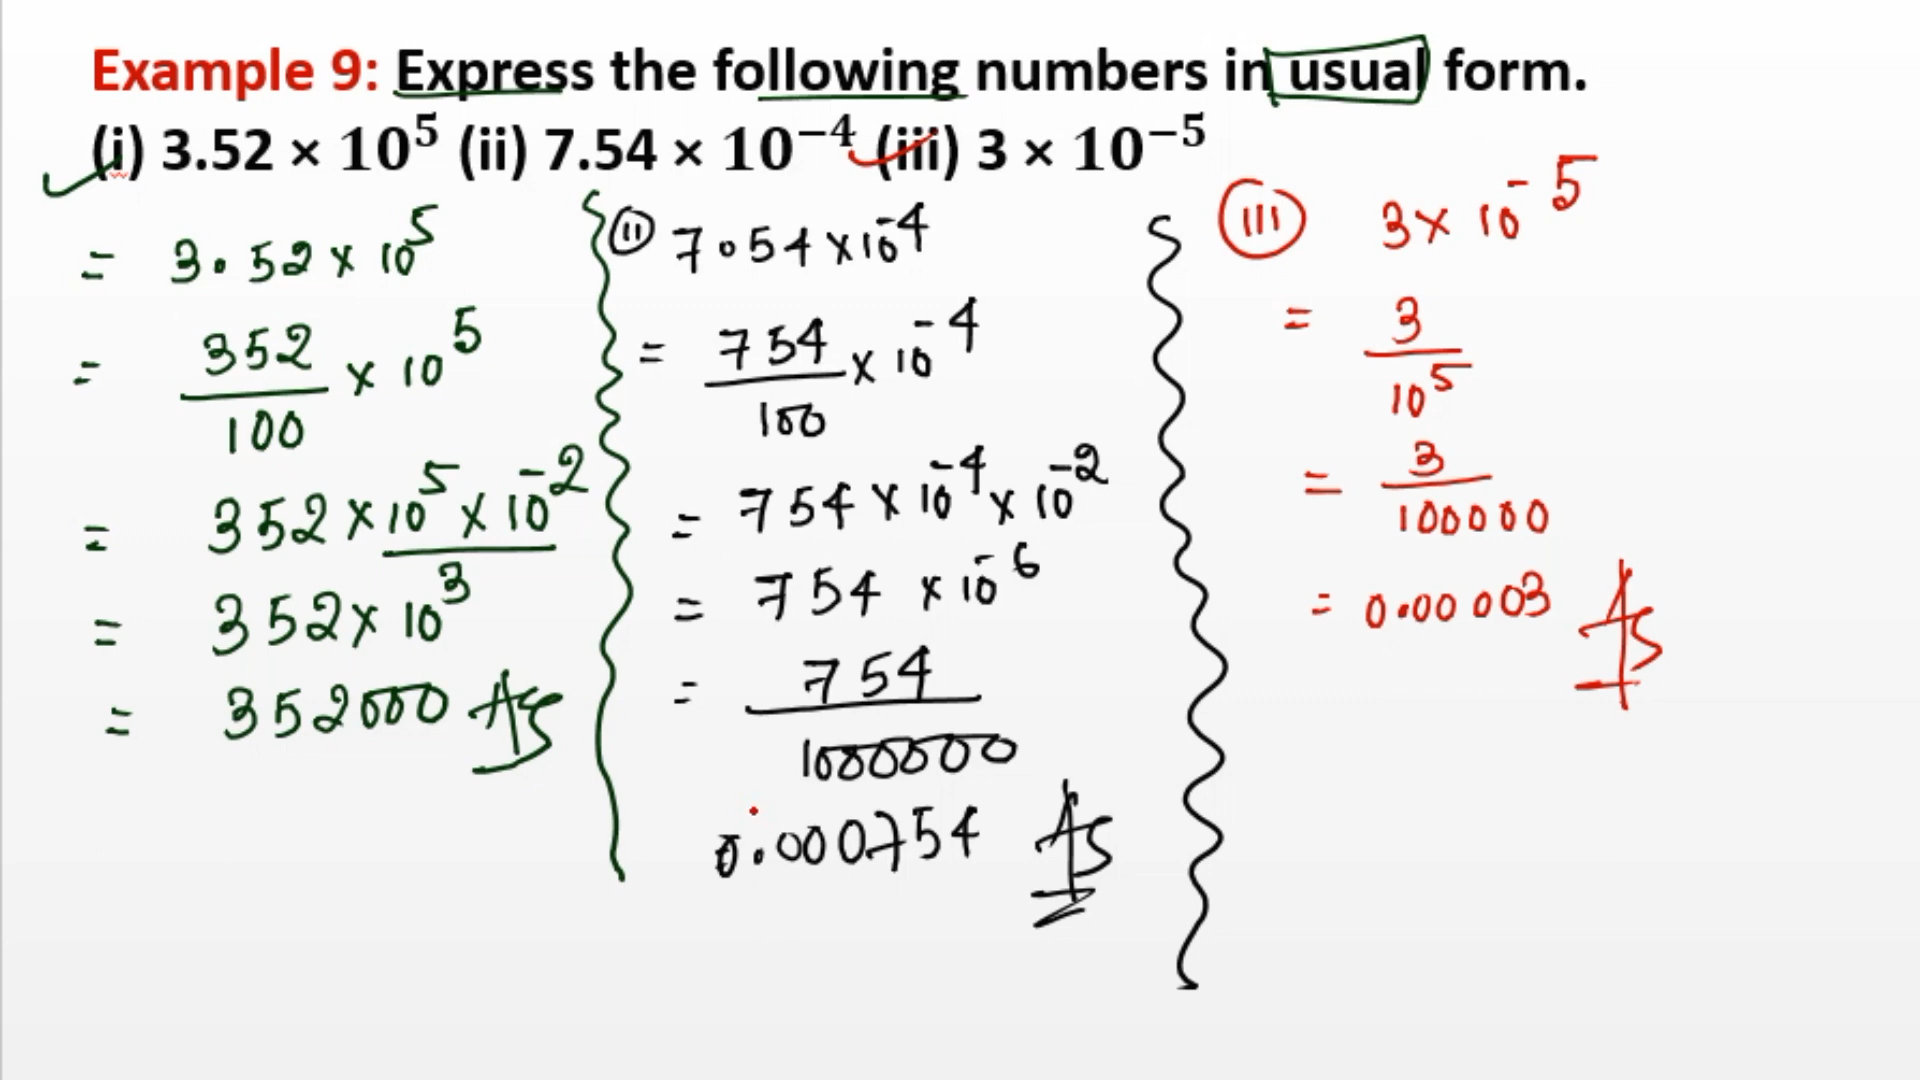 Example 9: Express the following numbers in usual form.
(i) 3.52 × 10⁵ (ii) 7.54 × 10⁻⁴ (iii) 3 × 10⁻⁵
= 3.52 × 10⁵
= 352/100 × 10⁵
= 352 × 10⁵ × 10⁻²
= 352 × 10³
= 352000 As
(ii) 7.54 × 10⁻⁴
= 754/100 × 10⁻⁴
= 754 × 10⁻⁴ × 10⁻²
= 754 × 10⁻⁶
= 754/1000000
0.000754 As
(iii) 3 × 10⁻⁵
= 3/10⁵
= 3/100000
= 0.00003 As